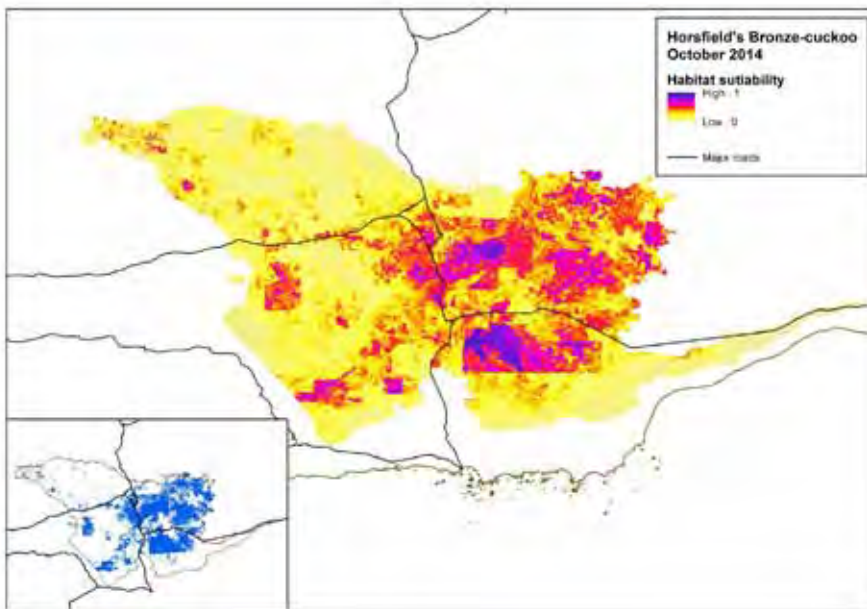 Horsfield's Bronze-cuckoo
October 2014
Habitat sutiability
High : 1
Low : 0
Major roads